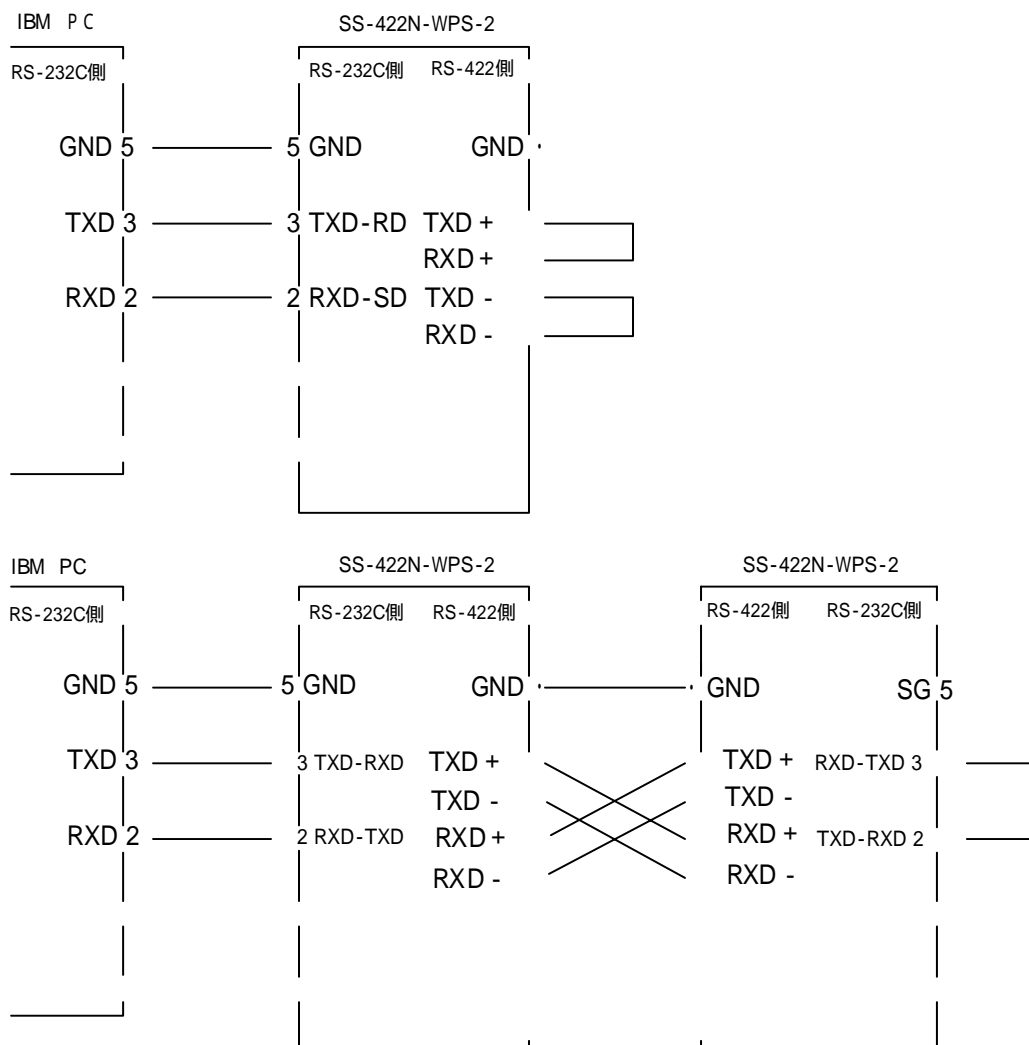 IBM PC SS-422N-WPS-2
RS-232C側 RS-232C側 RS-422側
GND 5 5 GND GND
TXD 3 3 TXD-RD TXD +
RXD +
RXD 2 2 RXD-SD TXD -
RXD -
IBM PC SS-422N-WPS-2 SS-422N-WPS-2
RS-232C側 RS-232C側 RS-422側 RS-422側 RS-232C側
GND 5 5 GND GND GND SG 5
TXD 3 3 TXD-RXD TXD + TXD + RXD-TXD 3
TXD - TXD -
RXD 2 2 RXD-TXD RXD + RXD + TXD-RXD 2
RXD - RXD -